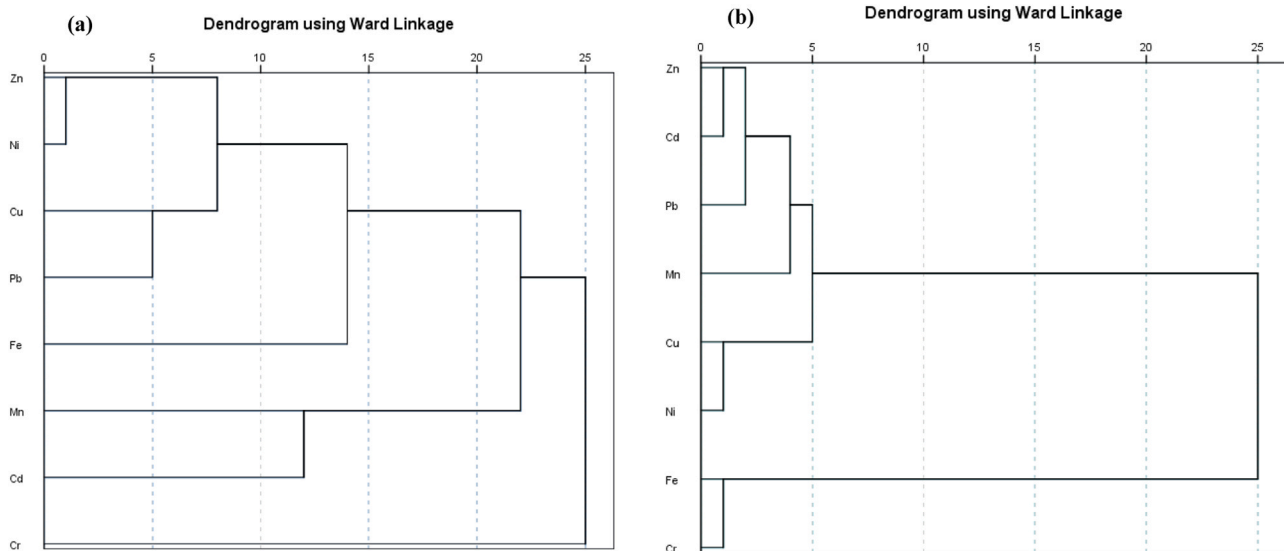 (a)
Dendrogram using Ward Linkage
0 5 10 15 20 25
Zn
Ni
Cu
Pb
Fe
Mn
Cd
Cr
(b)
Dendrogram using Ward Linkage
0 5 10 15 20 25
Zn
Cd
Pb
Mn
Cu
Ni
Fe
Cr